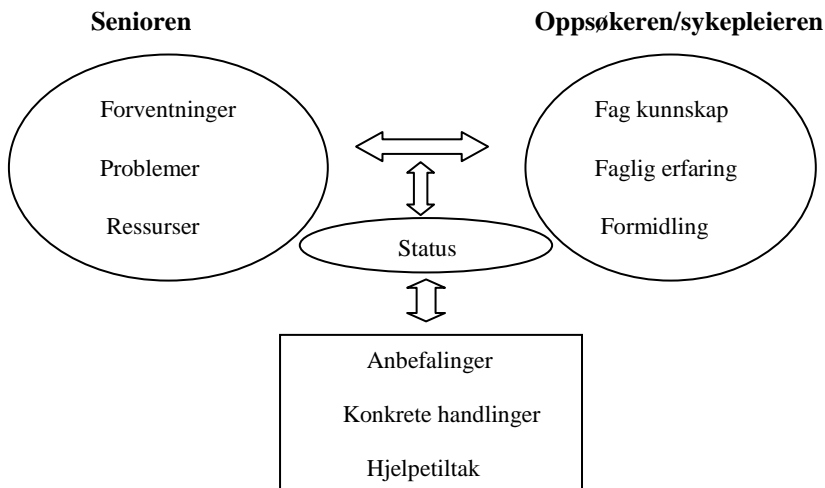 Senioren
Forventninger
Problemer
Ressurser
Oppsøkeren/sykepleieren
Fag kunnskap
Faglig erfaring
Formidling
Status
Anbefalinger
Konkrete handlinger
Hjelpetiltak